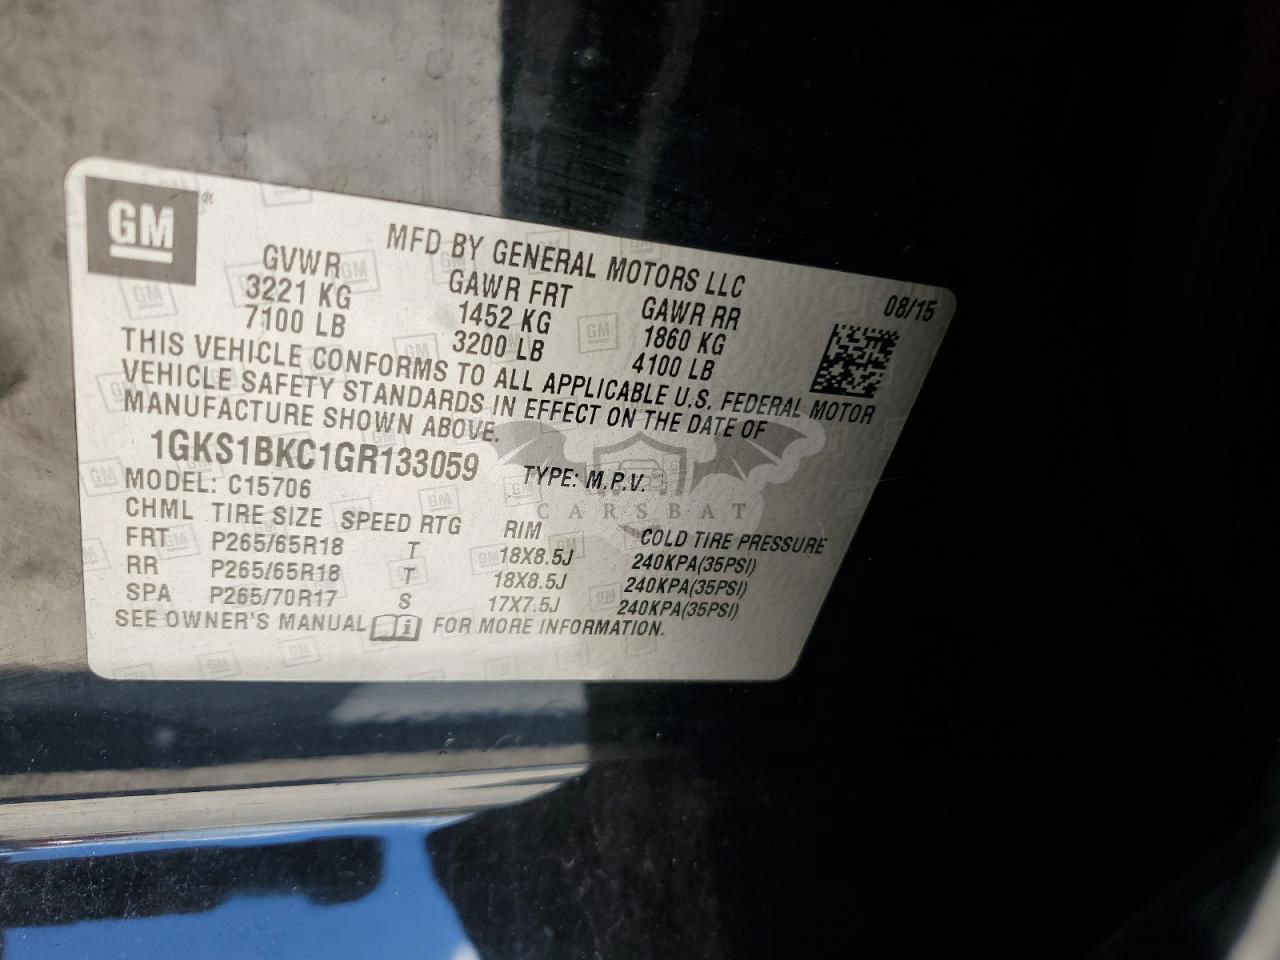 GM ®
MFD BY GENERAL MOTORS LLC
08/15
GVWR GAWR FRT GAWR RR
3221 KG 1452 KG 1860 KG
7100 LB 3200 LB 4100 LB
THIS VEHICLE CONFORMS TO ALL APPLICABLE U.S. FEDERAL MOTOR
VEHICLE SAFETY STANDARDS IN EFFECT ON THE DATE OF
MANUFACTURE SHOWN ABOVE.
1GKS1BKC1GR133059 TYPE: M.P.V.
MODEL: C15706
CARSBAT
CHML TIRE SIZE SPEED RTG RIM COLD TIRE PRESSURE
FRT P265/65R18 T 18X8.5J 240KPA(35PSI)
RR P265/65R18 T 18X8.5J 240KPA(35PSI)
SPA P265/70R17 S 17X7.5J 240KPA(35PSI)
SEE OWNER'S MANUAL i FOR MORE INFORMATION.